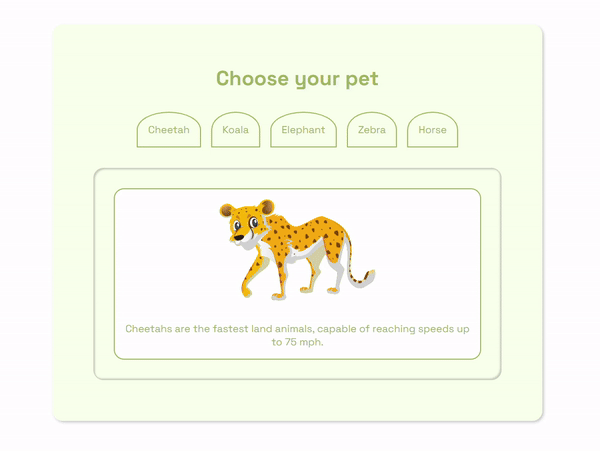 Choose your pet
Cheetah Koala Elephant Zebra Horse
Cheetahs are the fastest land animals, capable of reaching speeds up
to 75 mph.